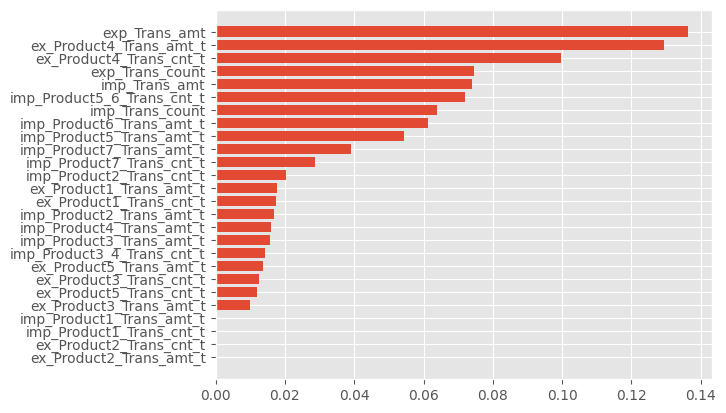 exp_Trans_amt
ex_Product4_Trans_amt_t
ex_Product4_Trans_cnt_t
exp_Trans_count
imp_Trans_amt
imp_Product5_6_Trans_cnt_t
imp_Trans_count
imp_Product6_Trans_amt_t
imp_Product5_Trans_amt_t
imp_Product7_Trans_amt_t
imp_Product7_Trans_cnt_t
imp_Product2_Trans_cnt_t
ex_Product1_Trans_amt_t
ex_Product1_Trans_cnt_t
imp_Product2_Trans_amt_t
imp_Product4_Trans_amt_t
imp_Product3_Trans_amt_t
imp_Product3_4_Trans_cnt_t
ex_Product5_Trans_amt_t
ex_Product3_Trans_cnt_t
ex_Product5_Trans_cnt_t
ex_Product3_Trans_amt_t
imp_Product1_Trans_amt_t
imp_Product1_Trans_cnt_t
ex_Product2_Trans_cnt_t
ex_Product2_Trans_amt_t
0.00 0.02 0.04 0.06 0.08 0.10 0.12 0.14